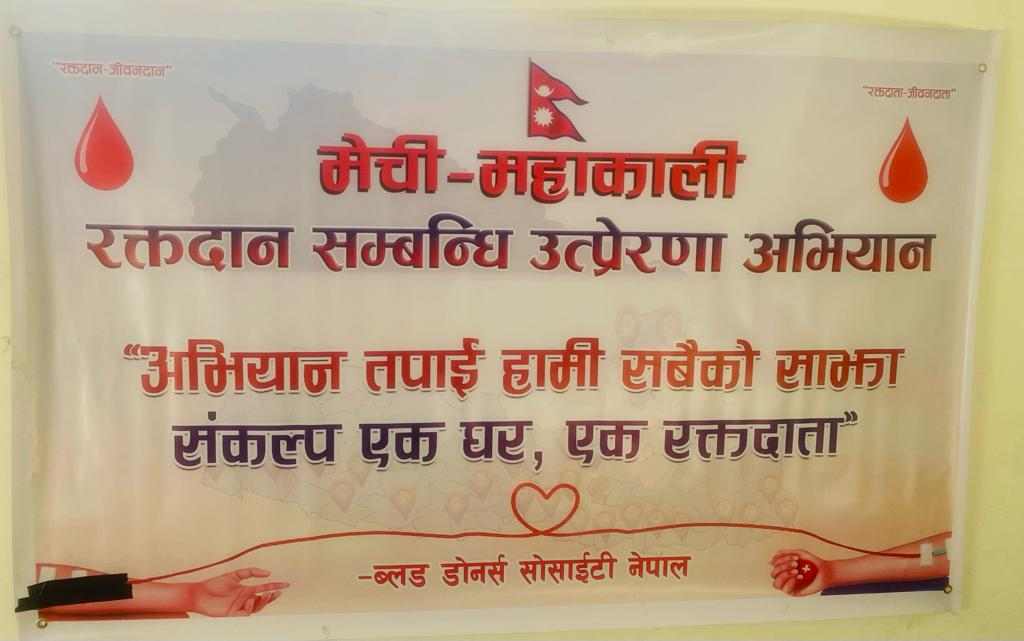 "रक्तदान-जीवनदान"
"रक्तदाता-जीवनदाता"
मेची-महाकाली
रक्तदान सम्बन्धि उत्प्रेरणा अभियान
"अभियान तपाई हामी सबैको साझा
संकल्प एक घर, एक रक्तदाता"
-ब्लड डोनर्स सोसाईटी नेपाल